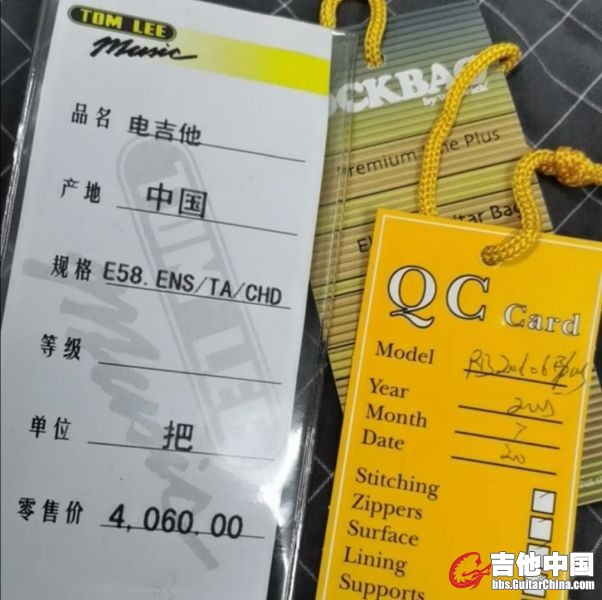 TOM LEE
Music
品名 电吉他
产地 中国
规格 E58.ENS/TA/CHD
等级
单位 把
零售价 4,060.00
OCKBAG
Premium Line Plus
QC Card
Model
Year
Month 7
Date 20
Stitching
Zippers
Surface
Lining
Supports
吉他中国
bbs.GuitarChina.com